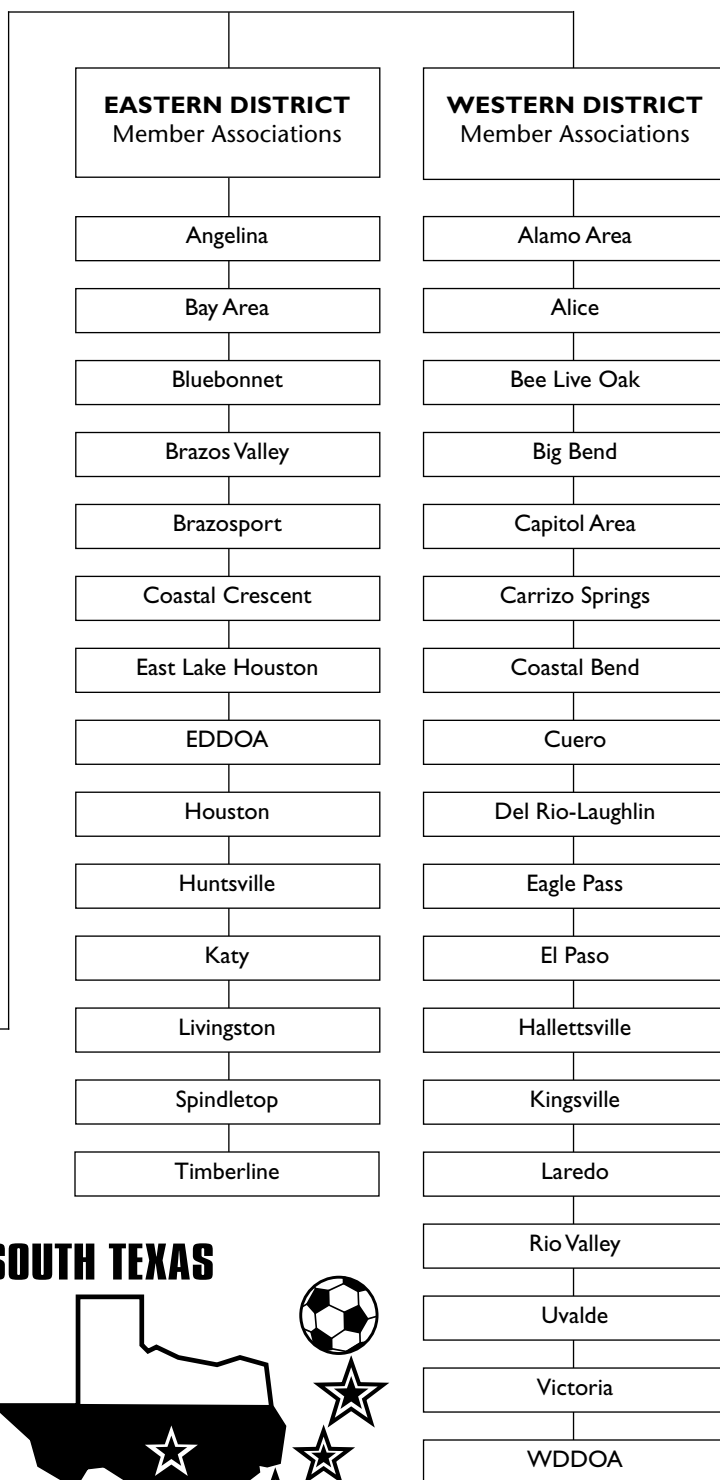 EASTERN DISTRICT
Member Associations
Angelina
Bay Area
Bluebonnet
Brazos Valley
Brazosport
Coastal Crescent
East Lake Houston
EDDOA
Houston
Huntsville
Katy
Livingston
Spindletop
Timberline
WESTERN DISTRICT
Member Associations
Alamo Area
Alice
Bee Live Oak
Big Bend
Capitol Area
Carrizo Springs
Coastal Bend
Cuero
Del Rio-Laughlin
Eagle Pass
El Paso
Hallettsville
Kingsville
Laredo
Rio Valley
Uvalde
Victoria
WDDOA
SOUTH TEXAS